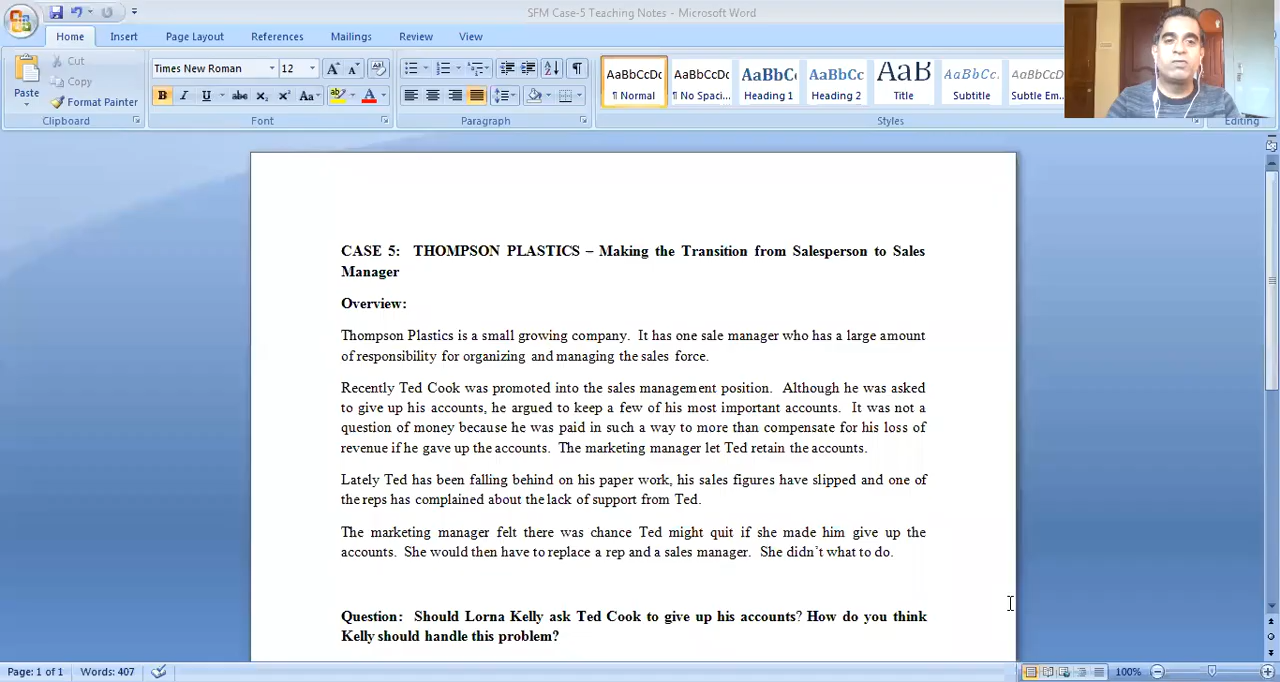 SFM Case-5 Teaching Notes - Microsoft Word
Home Insert Page Layout References Mailings Review View
Cut
Copy
Paste
Format Painter
Times New Roman 12
B I U abc X₂ X² Aa A
AaBbCcDc AaBbCcDc AaBbC AaBbCc AaB AaBbCc. AaBbCc.
¶ Normal ¶ No Spaci... Heading 1 Heading 2 Title Subtitle Subtle Em...
Clipboard Font Paragraph Styles Editing
CASE 5: THOMPSON PLASTICS – Making the Transition from Salesperson to Sales
Manager
Overview:
Thompson Plastics is a small growing company. It has one sale manager who has a large amount
of responsibility for organizing and managing the sales force.
Recently Ted Cook was promoted into the sales management position. Although he was asked
to give up his accounts, he argued to keep a few of his most important accounts. It was not a
question of money because he was paid in such a way to more than compensate for his loss of
revenue if he gave up the accounts. The marketing manager let Ted retain the accounts.
Lately Ted has been falling behind on his paper work, his sales figures have slipped and one of
the reps has complained about the lack of support from Ted.
The marketing manager felt there was chance Ted might quit if she made him give up the
accounts. She would then have to replace a rep and a sales manager. She didn't what to do.
Question: Should Lorna Kelly ask Ted Cook to give up his accounts? How do you think
Kelly should handle this problem?
Page: 1 of 1 Words: 407 100%